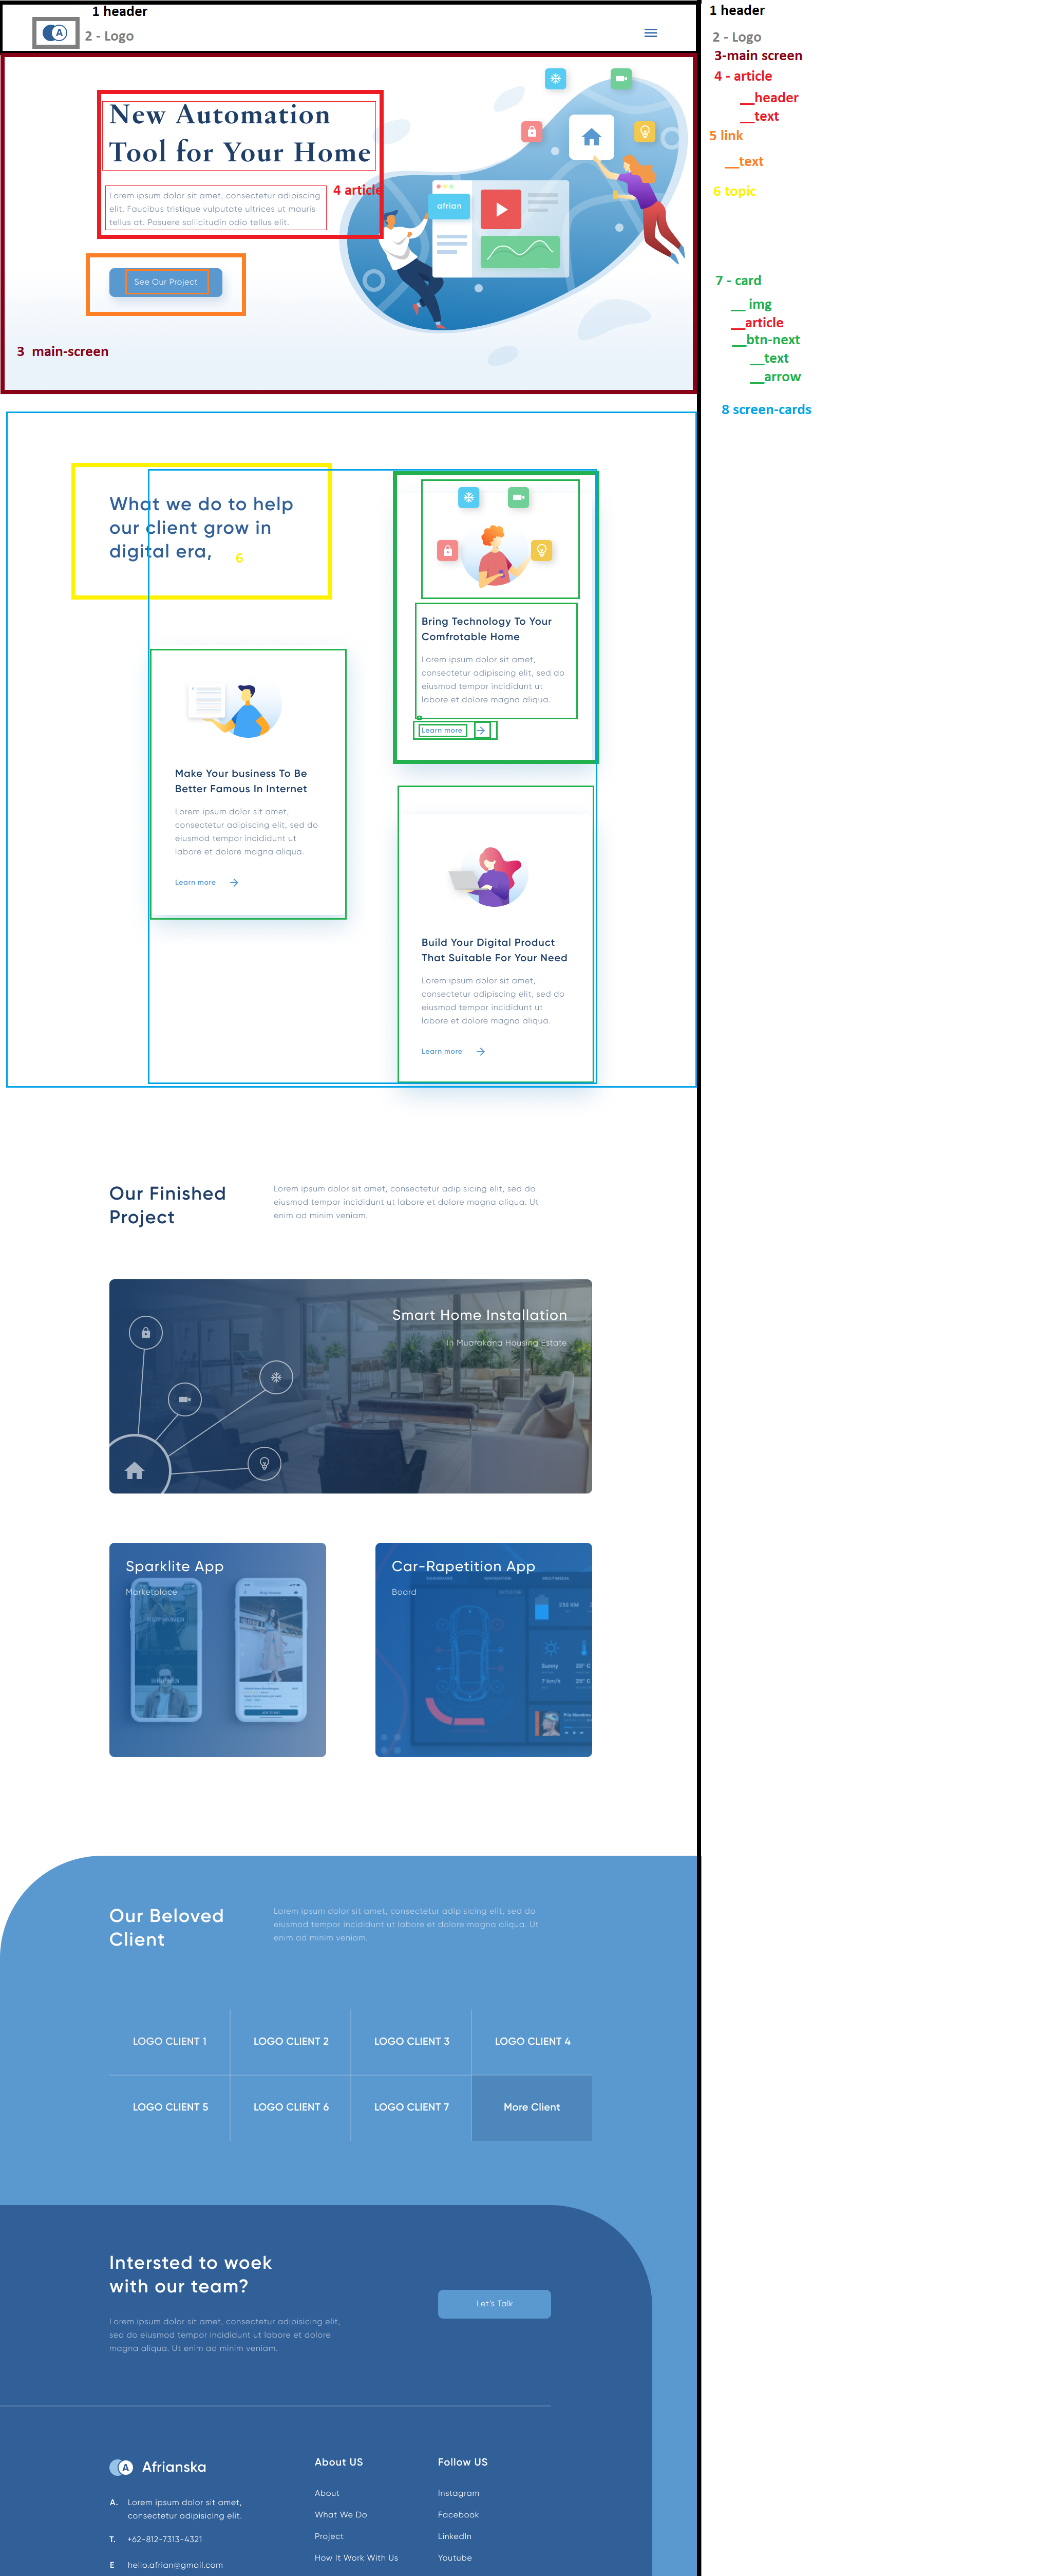 1 header
A
2 - Logo
New Automation
Tool for Your Home
Lorem ipsum dolor sit amet, consectetur adipiscing
elit. Faucibus tristique vulputate ultrices ut mauris
tellus at. Posuere sollicitudin odio tellus elit.
4 article
afrian
See Our Project
3 main-screen
1 header
2 - Logo
3-main screen
4 - article
__header
__text
5 link
__text
6 topic
7 - card
__ img
__article
__btn-next
__text
__arrow
8 screen-cards
What we do to help
our client grow in
digital era,
6
Bring Technology To Your
Comfrotable Home
Lorem ipsum dolor sit amet,
consectetur adipiscing elit, sed do
eiusmod tempor incididunt ut
labore et dolore magna aliqua.
Learn more
Make Your business To Be
Better Famous In Internet
Lorem ipsum dolor sit amet,
consectetur adipiscing elit, sed do
eiusmod tempor incididunt ut
labore et dolore magna aliqua.
Learn more
Build Your Digital Product
That Suitable For Your Need
Lorem ipsum dolor sit amet,
consectetur adipiscing elit, sed do
eiusmod tempor incididunt ut
labore et dolore magna aliqua.
Learn more
Our Finished
Project
Lorem ipsum dolor sit amet, consectetur adipisicing elit, sed do
eiusmod tempor incididunt ut labore et dolore magna aliqua. Ut
enim ad minim veniam.
Smart Home Installation
In Muarakana Housing Estate
Sparklite App
Marketplace
Car-Rapetition App
Board
Sunny
Our Beloved
Client
Lorem ipsum dolor sit amet, consectetur adipisicing elit, sed do
eiusmod tempor incididunt ut labore et dolore magna aliqua. Ut
enim ad minim veniam.
LOGO CLIENT 1
LOGO CLIENT 2
LOGO CLIENT 3
LOGO CLIENT 4
LOGO CLIENT 5
LOGO CLIENT 6
LOGO CLIENT 7
More Client
Intersted to woek
with our team?
Lorem ipsum dolor sit amet, consectetur adipisicing elit,
sed do eiusmod tempor incididunt ut labore et dolore
magna aliqua. Ut enim ad minim veniam.
Let's Talk
A Afrianska
A. Lorem ipsum dolor sit amet,
consectetur adipisicing elit.
T. +62-812-7313-4321
E hello.afrian@gmail.com
About US
About
What We Do
Project
How It Work With Us
Follow US
Instagram
Facebook
LinkedIn
Youtube